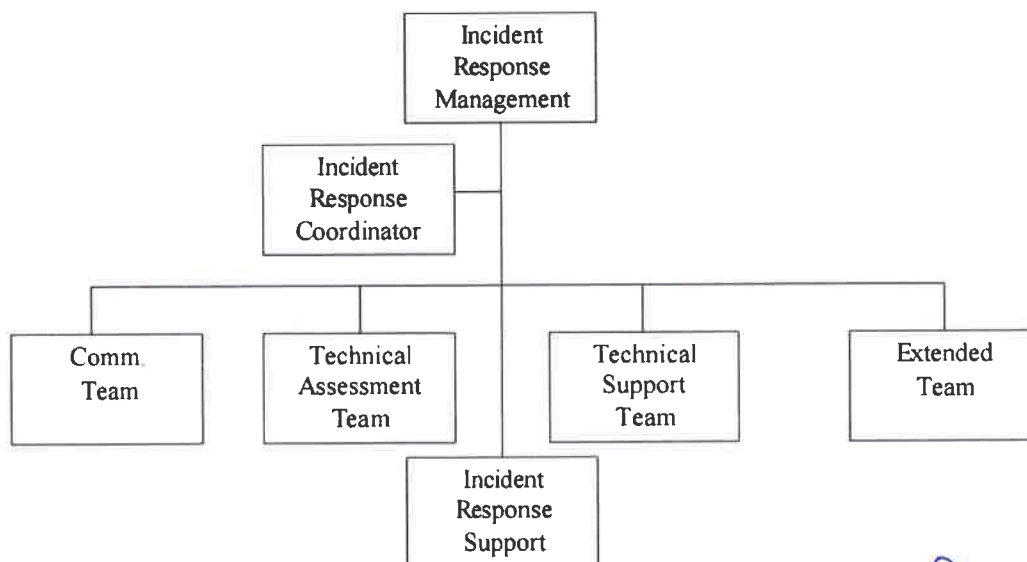 Incident
Response
Management
Incident
Response
Coordinator
Comm.
Team
Technical
Assessment
Team
Technical
Support
Team
Extended
Team
Incident
Response
Support